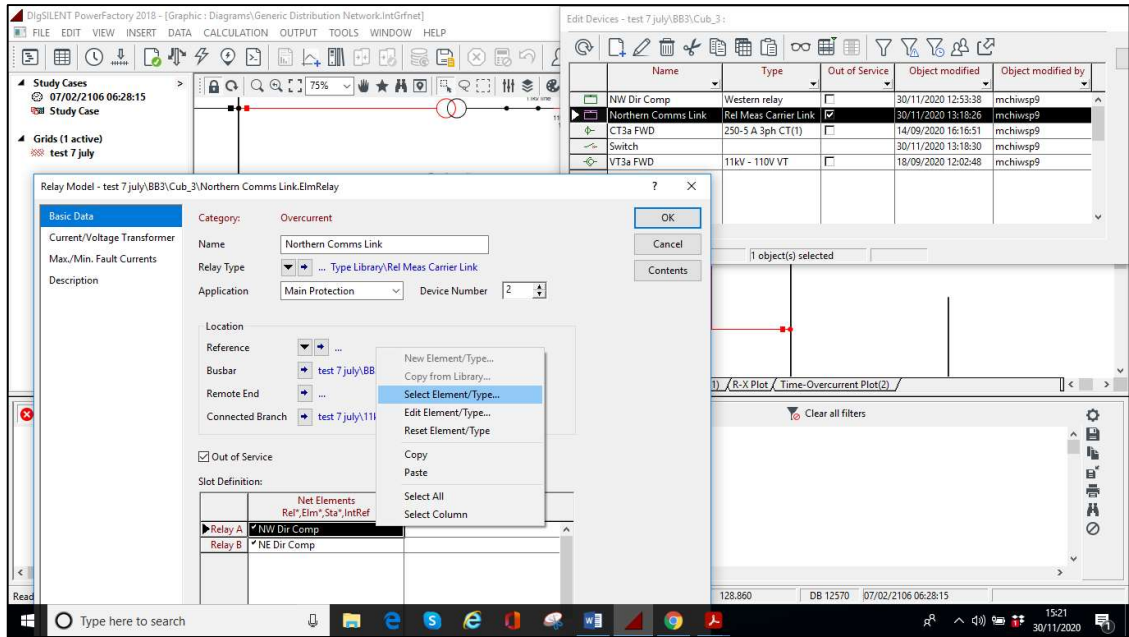 DIgSILENT PowerFactory 2018 - [Graphic : Diagrams\Generic Distribution Network.IntGrfnet]
FILE EDIT VIEW INSERT DATA CALCULATION OUTPUT TOOLS WINDOW HELP
Study Cases >
07/02/2106 06:28:15
Study Case
Grids (1 active)
test 7 july
75%
Edit Devices - test 7 july\BB3\Cub_3 :
Name Type Out of Service Object modified Object modified by
NW Dir Comp Western relay 30/11/2020 12:53:38 mchiwsp9
Northern Comms Link Rel Meas Carrier Link 30/11/2020 13:18:26 mchiwsp9
CT3a FWD 250-5 A 3ph CT(1) 14/09/2020 16:16:51 mchiwsp9
Switch 30/11/2020 13:18:30 mchiwsp9
VT3a FWD 11kV - 110V VT 18/09/2020 12:02:48 mchiwsp9
1 object(s) selected
Relay Model - test 7 july\BB3\Cub_3\Northern Comms Link.ElmRelay ? ×
Basic Data
Current/Voltage Transformer
Max./Min. Fault Currents
Description
Category: Overcurrent
Name Northern Comms Link
Relay Type ... Type Library\Rel Meas Carrier Link
Application Main Protection Device Number 2
Location
Reference ...
Busbar test 7 july\BB
Remote End ...
Connected Branch test 7 july\11k
Out of Service
Slot Definition:
Net Elements
Rel*,Elm*,Sta*,IntRef
Relay A NW Dir Comp
Relay B NE Dir Comp
OK
Cancel
Contents
New Element/Type...
Copy from Library...
Select Element/Type...
Edit Element/Type...
Reset Element/Type
Copy
Paste
Select All
Select Column
1) R-X Plot Time-Overcurrent Plot(2)
Clear all filters
Read
128.860 DB 12570 07/02/2106 06:28:15
Type here to search
15:21
30/11/2020